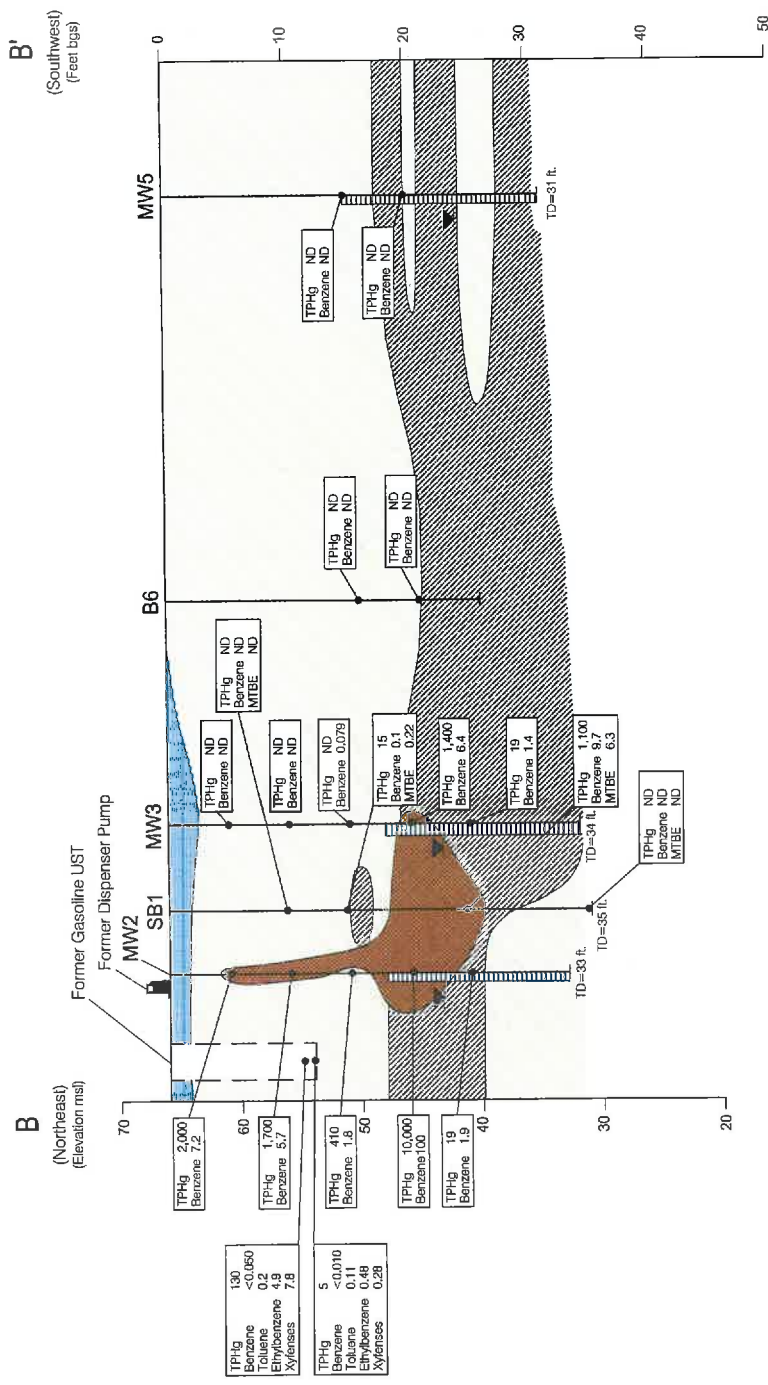 B
(Northeast)
(Elevation msl)
B'
(Southwest)
(Feet bgs)
Former Gasoline UST
Former Dispenser Pump
MW2
SB1
MW3
B6
MW5
70
60
50
40
30
20
0
10
20
30
40
50
TPHg 130
Benzene <0.050
Toluene 0.2
Ethylbenzene 4.9
Xyfenses 7.8
TPHg 5
Benzene <0.010
Toluene 0.11
Ethylbenzene 0.48
Xyfenses 0.28
TPHg 2,000
Benzene 7.2
TPHg 1,700
Benzene 5.7
TPHg 410
Benzene 1.8
TPHg 10,000
Benzene 100
TPHg 19
Benzene 1.9
TD=33 ft.
TPHg ND
Benzene ND
MTBE ND
TPHg 15
Benzene 0.1
MTBE 0.22
TPHg 1,100
Benzene 9.7
MTBE 6.3
TPHg ND
Benzene ND
MTBE ND
TD=35 ft.
TPHg ND
Benzene ND
TPHg ND
Benzene ND
TPHg ND
Benzene 0.079
TPHg 1,400
Benzene 6.4
TPHg 19
Benzene 1.4
TD=34 ft.
TPHg ND
Benzene ND
TPHg ND
Benzene ND
TPHg ND
Benzene ND
TPHg ND
Benzene ND
TD=31 ft.